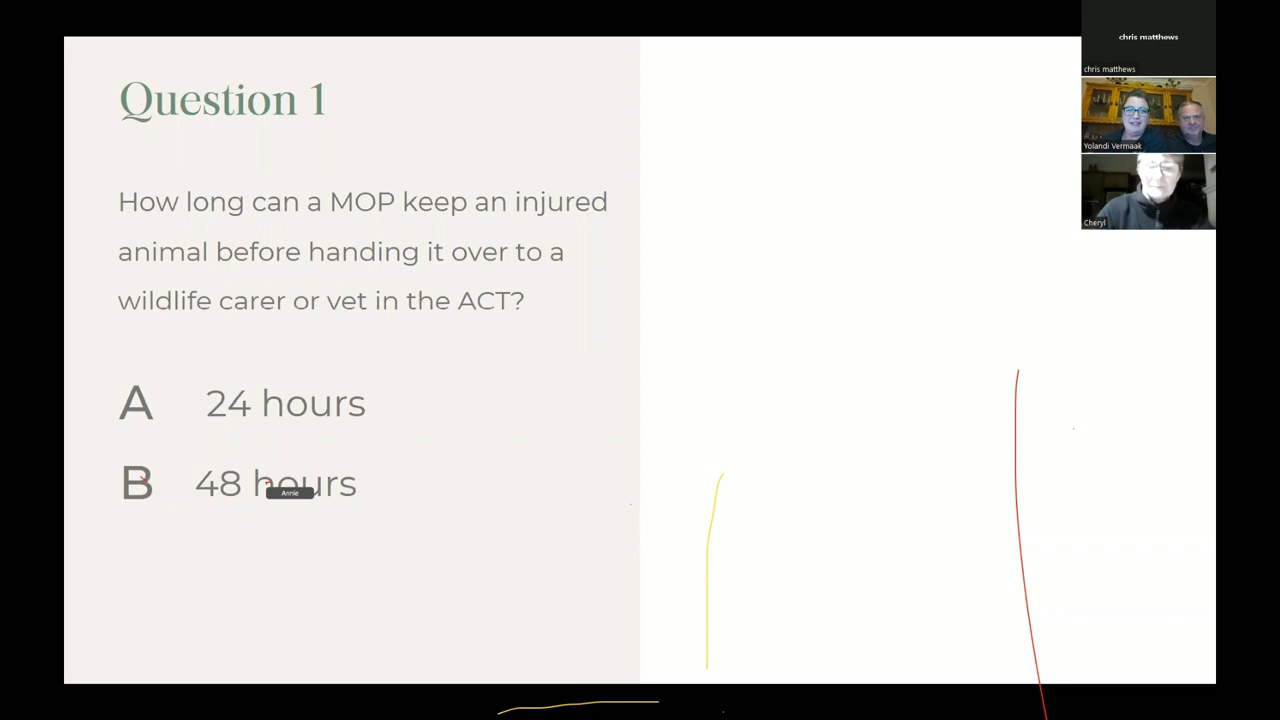 Question 1
How long can a MOP keep an injured
animal before handing it over to a
wildlife carer or vet in the ACT?
A 24 hours
B 48 hours
Annie
chris matthews
chris matthews
Yolandi Vermaak
Cheryl